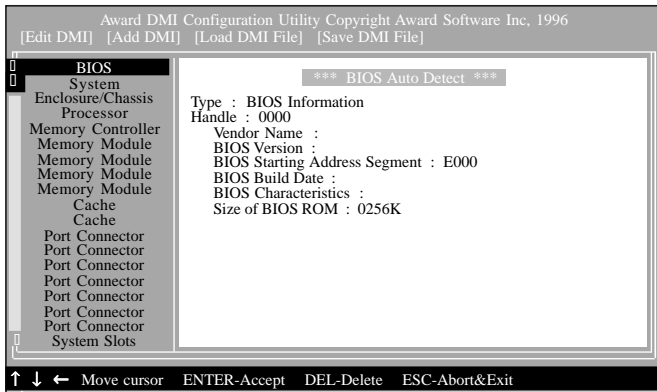 Award DMI Configuration Utility Copyright Award Software Inc, 1996
[Edit DMI] [Add DMI] [Load DMI File] [Save DMI File]
BIOS
System
Enclosure/Chassis
Processor
Memory Controller
Memory Module
Memory Module
Memory Module
Memory Module
Cache
Cache
Port Connector
Port Connector
Port Connector
Port Connector
Port Connector
Port Connector
Port Connector
System Slots
*** BIOS Auto Detect ***
Type : BIOS Information
Handle : 0000
Vendor Name :
BIOS Version :
BIOS Starting Address Segment : E000
BIOS Build Date :
BIOS Characteristics :
Size of BIOS ROM : 0256K
↑ ↓ ← Move cursor ENTER-Accept DEL-Delete ESC-Abort&Exit